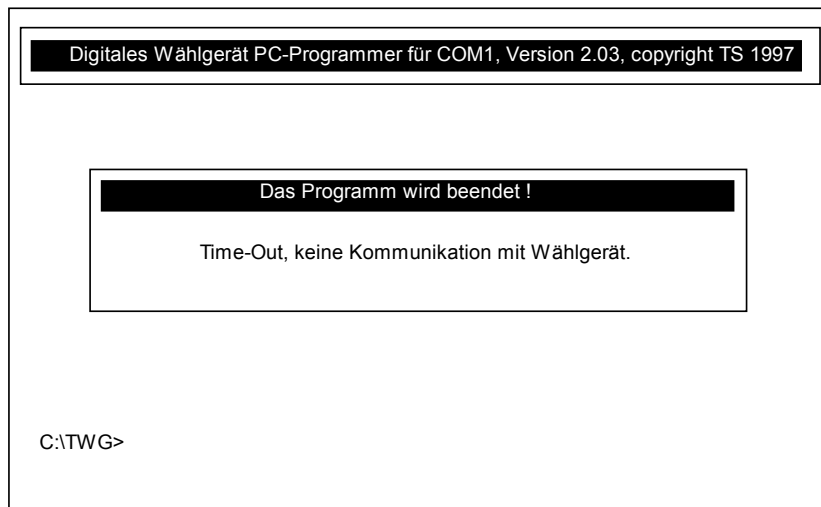 Digitales Wählgerät PC-Programmer für COM1, Version 2.03, copyright TS 1997
Das Programm wird beendet !
Time-Out, keine Kommunikation mit Wählgerät.
C:\TWG>